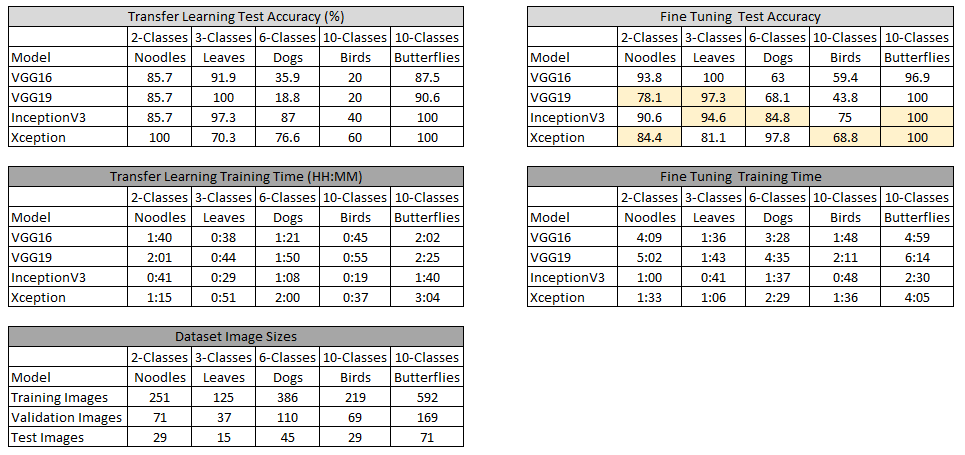 Transfer Learning Test Accuracy (%)
2-Classes 3-Classes 6-Classes 10-Classes 10-Classes
Model Noodles Leaves Dogs Birds Butterflies
VGG16 85.7 91.9 35.9 20 87.5
VGG19 85.7 100 18.8 20 90.6
InceptionV3 85.7 97.3 87 40 100
Xception 100 70.3 76.6 60 100
Fine Tuning Test Accuracy
2-Classes 3-Classes 6-Classes 10-Classes 10-Classes
Model Noodles Leaves Dogs Birds Butterflies
VGG16 93.8 100 63 59.4 96.9
VGG19 78.1 97.3 68.1 43.8 100
InceptionV3 90.6 94.6 84.8 75 100
Xception 84.4 81.1 97.8 68.8 100
Transfer Learning Training Time (HH:MM)
2-Classes 3-Classes 6-Classes 10-Classes 10-Classes
Model Noodles Leaves Dogs Birds Butterflies
VGG16 1:40 0:38 1:21 0:45 2:02
VGG19 2:01 0:44 1:50 0:55 2:25
InceptionV3 0:41 0:29 1:08 0:19 1:40
Xception 1:15 0:51 2:00 0:37 3:04
Fine Tuning Training Time
2-Classes 3-Classes 6-Classes 10-Classes 10-Classes
Model Noodles Leaves Dogs Birds Butterflies
VGG16 4:09 1:36 3:28 1:48 4:59
VGG19 5:02 1:43 4:35 2:11 6:14
InceptionV3 1:00 0:41 1:37 0:48 2:30
Xception 1:33 1:06 2:29 1:36 4:05
Dataset Image Sizes
2-Classes 3-Classes 6-Classes 10-Classes 10-Classes
Model Noodles Leaves Dogs Birds Butterflies
Training Images 251 125 386 219 592
Validation Images 71 37 110 69 169
Test Images 29 15 45 29 71